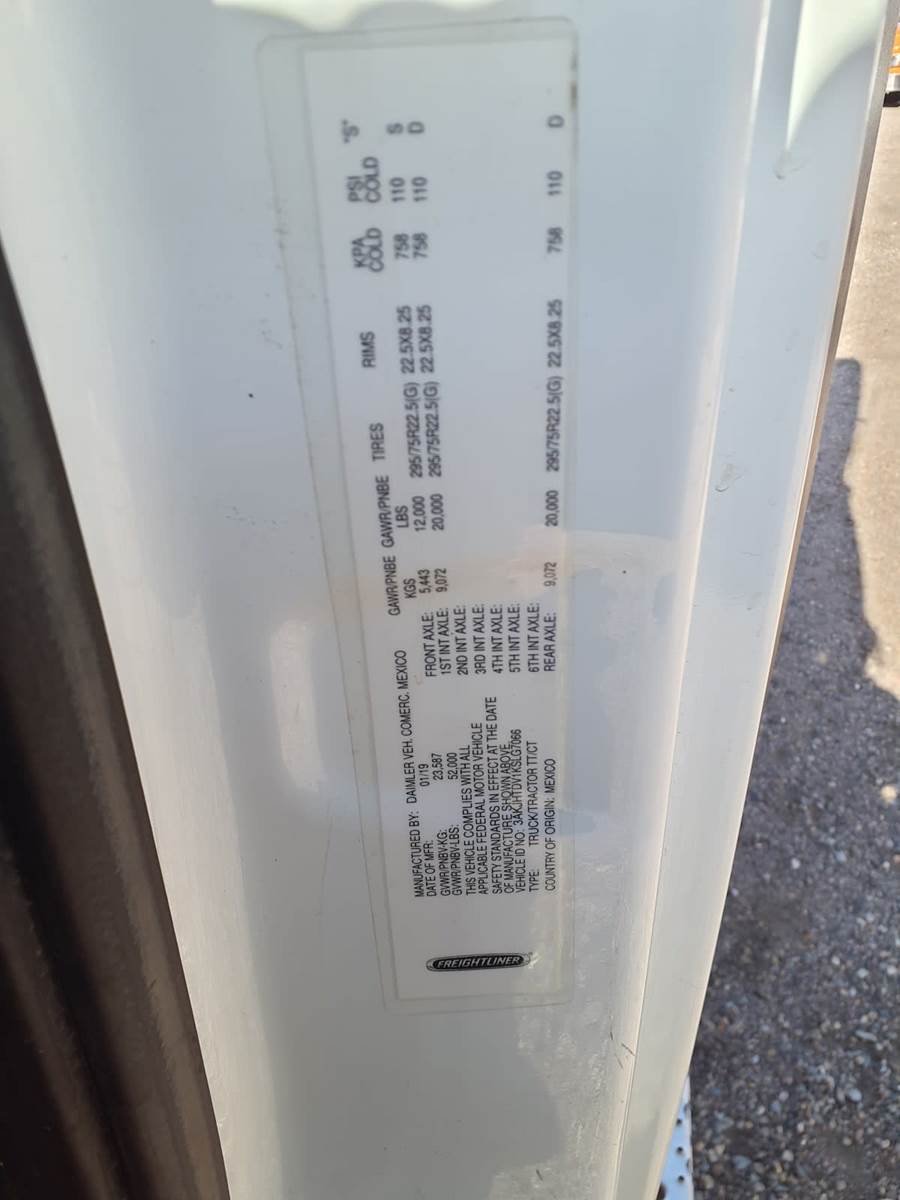 FREIGHTLINER
MANUFACTURED BY: DAIMLER VEH. COMERC. MEXICO
DATE OF MFR: 01/19
GVWR/PNBV-KG: 23,587
GVWR/PNBV-LBS: 52,000
THIS VEHICLE COMPLIES WITH ALL
APPLICABLE FEDERAL MOTOR VEHICLE
SAFETY STANDARDS IN EFFECT AT THE DATE
OF MANUFACTURE SHOWN ABOVE
VEHICLE ID NO: 3AKJHTDV1KSLG7066
TYPE: TRUCK/TRACTOR TT/CT
COUNTRY OF ORIGIN: MEXICO
GAWR/PNBE GAWR/PNBE TIRES RIMS KPA PSI "S"
KGS LBS COLD COLD
FRONT AXLE: 5,443 12,000 295/75R22.5(G) 22.5X8.25 758 110 S
1ST INT AXLE: 9,072 20,000 295/75R22.5(G) 22.5X8.25 758 110 D
2ND INT AXLE:
3RD INT AXLE:
4TH INT AXLE:
5TH INT AXLE:
6TH INT AXLE:
REAR AXLE: 9,072 20,000 295/75R22.5(G) 22.5X8.25 758 110 D